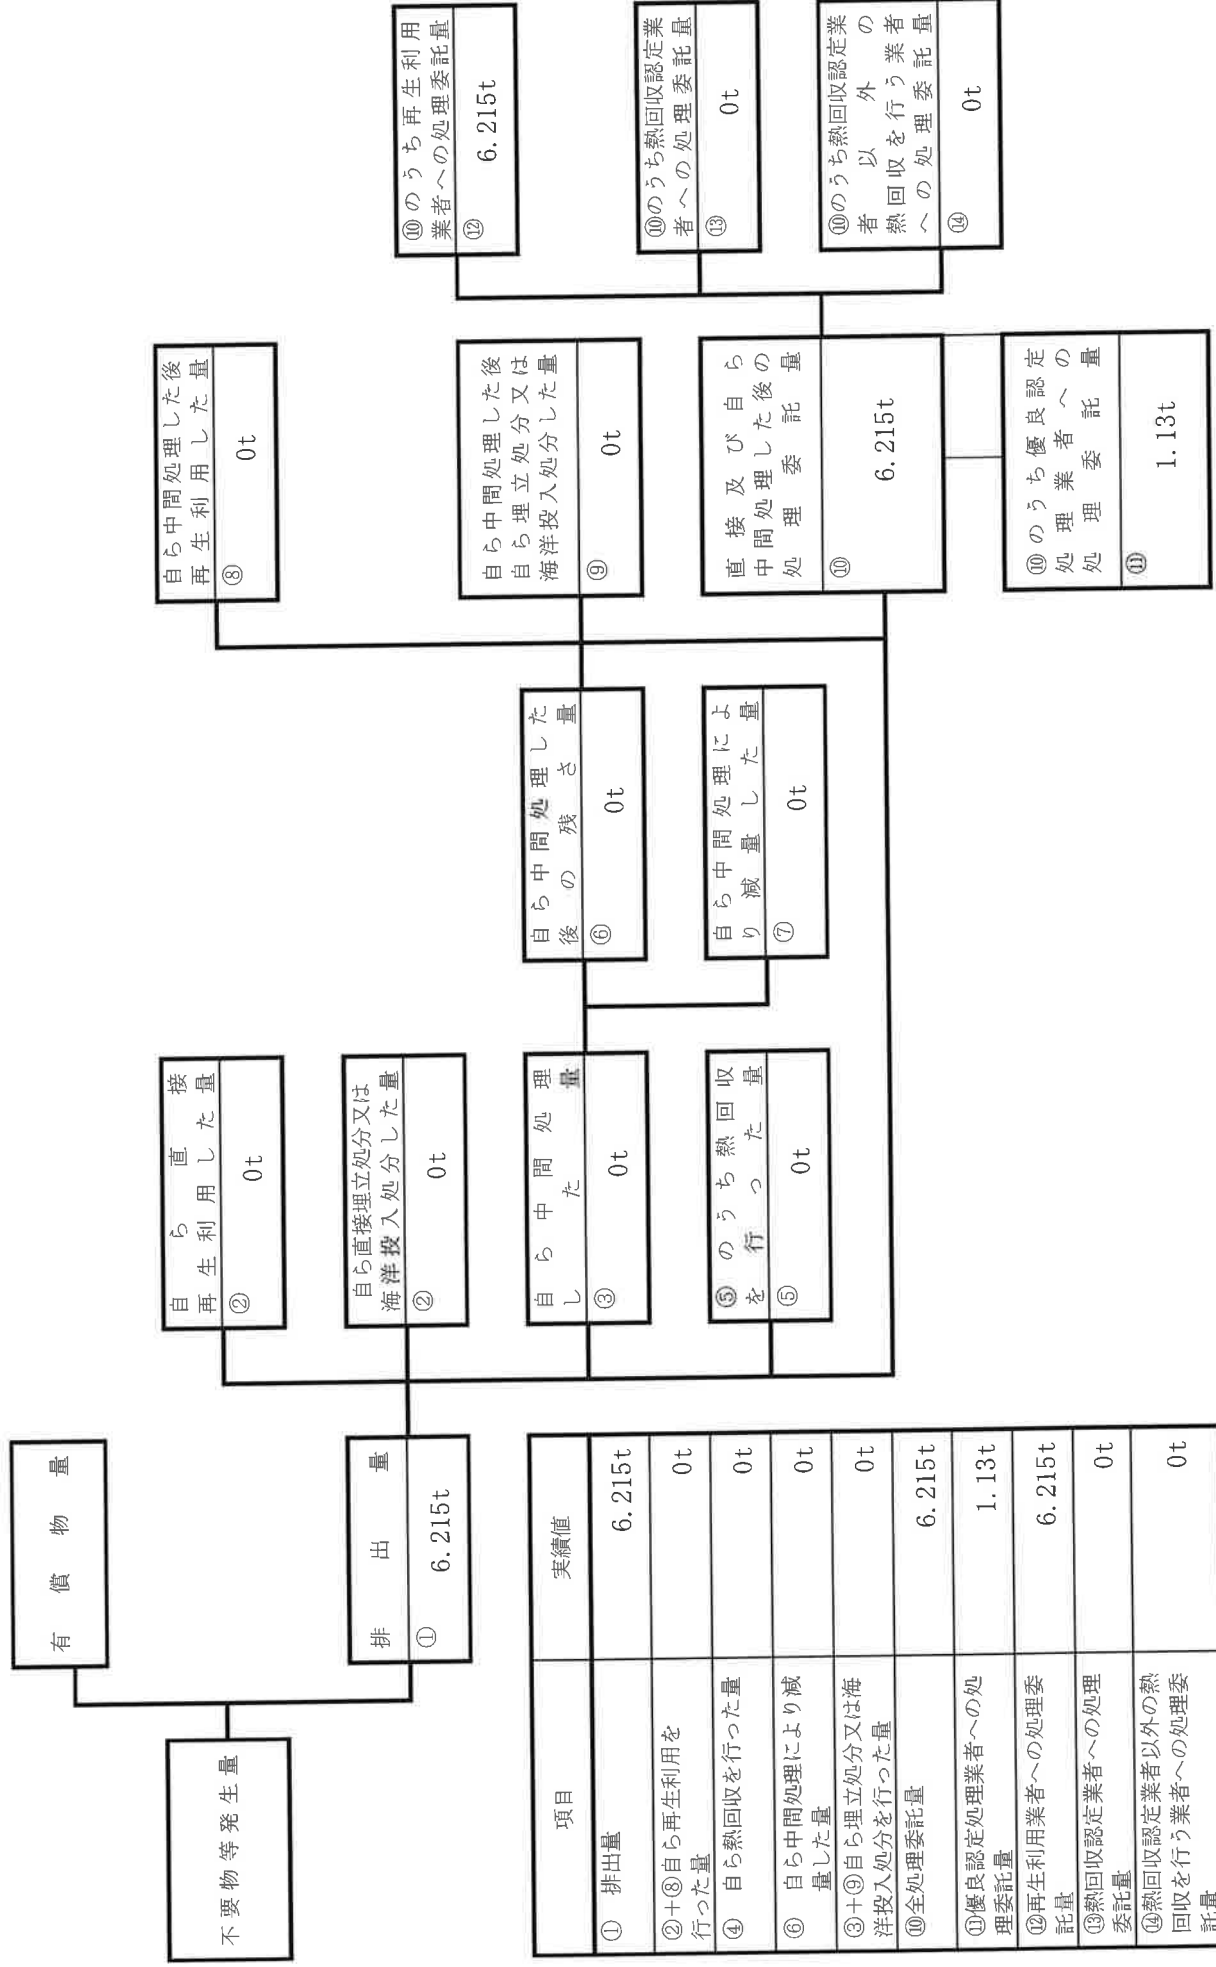 不要物等発生量
有償物量
排出量
①
6.215t
自ら直接
再生利用した量
②
0t
自ら直接埋立処分又は
海洋投入処分した量
②
0t
自ら中間処理
した量
③
0t
⑤のうち熱回収
を行った量
⑤
0t
自ら中間処理した
後の残さ量
⑥
0t
自ら中間処理によ
り減量した量
⑦
0t
自ら中間処理した後
再生利用した量
⑧
0t
自ら中間処理した後
自ら埋立処分又は
海洋投入処分した量
⑨
0t
直接及び自ら
中間処理した後の
処理委託量
⑩
6.215t
⑩のうち優良認定
処理業者への
処理委託量
⑪
1.13t
⑩のうち再生利用
業者への処理委託量
⑫
6.215t
⑩のうち熱回収認定業
者への処理委託量
⑬
0t
⑩のうち熱回収認定業
者以外の
熱回収を行う業者
への処理委託量
⑭
0t
項目 実績値
① 排出量 6.215t
②+⑧自ら再生利用を
行った量 0t
④ 自ら熱回収を行った量 0t
⑥ 自ら中間処理により減
量した量 0t
③+⑨自ら埋立処分又は海
洋投入処分を行った量 0t
⑩全処理委託量 6.215t
⑪優良認定処理業者への処
理委託量 1.13t
⑫再生利用業者への処理委
託量 6.215t
⑬熱回収認定業者への処理
委託量 0t
⑭熱回収認定業者以外の熱
回収を行う業者への処理委
託量 0t